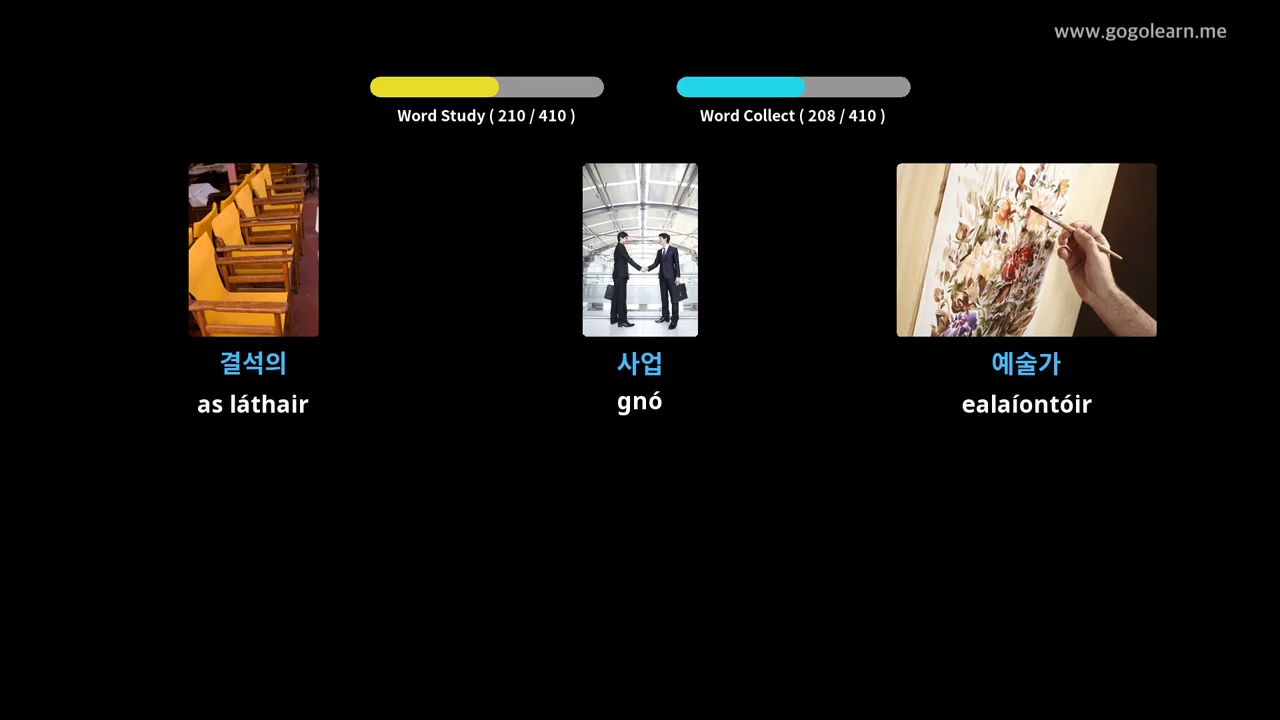 www.gogolearn.me
Word Study ( 210 / 410 )
Word Collect ( 208 / 410 )
결석의
as láthair
사업
gnó
예술가
ealaíontóir